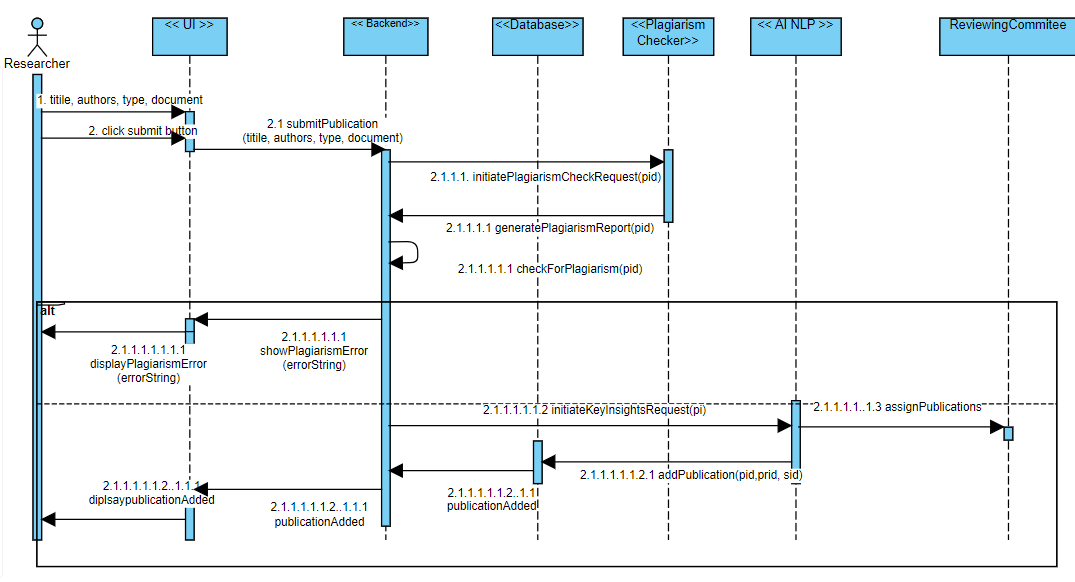 << UI >>
<< Backend>>
<<Database>>
<<Plagiarism
Checker>>
<< AI NLP >>
ReviewingCommitee
Researcher
1. titile, authors, type, document
2. click submit button
2.1 submitPublication
(titile, authors, type, document)
2.1.1.1. initiatePlagiarismCheckRequest(pid)
2.1.1.1.1 generatePlagiarismReport(pid)
2.1.1.1.1.1 checkForPlagiarism(pid)
alt
2.1.1.1.1.1.1
showPlagiarismError
(errorString)
2.1.1.1.1.1.1.1
displayPlagiarismError
(errorString)
2.1.1.1.1.1.2 initiateKeyInsightsRequest(pi)
2.1.1.1.1..1.3 assignPublications
2.1.1.1.1.1.2.1 addPublication(pid,prid, sid)
2.1.1.1.1.1.2..1.1
publicationAdded
2.1.1.1.1.1.2..1.1.1
publicationAdded
2.1.1.1.1.1.2..1.1.
diplsaypublicationAdded